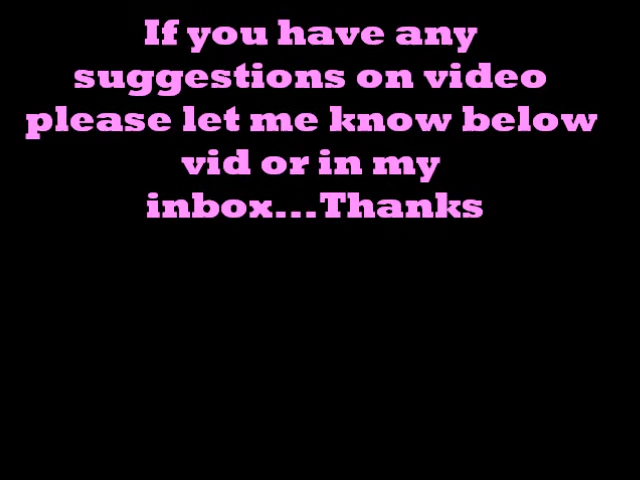 If you have any
suggestions on video
please let me know below
vid or in my
inbox...Thanks